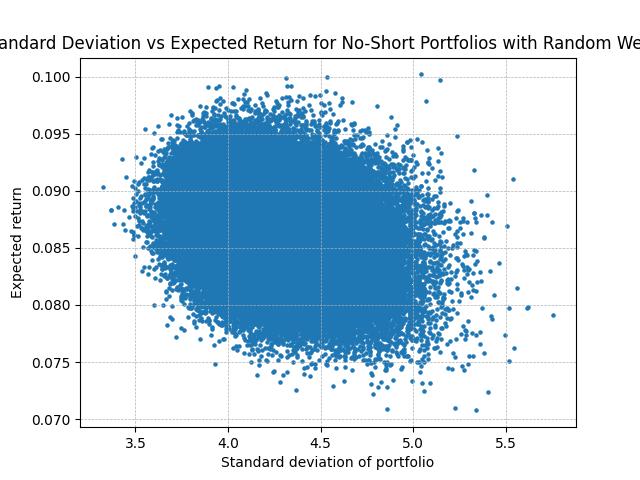 andard Deviation vs Expected Return for No-Short Portfolios with Random We
0.100
0.095
0.090
0.085
0.080
0.075
0.070
Expected return
3.5 4.0 4.5 5.0 5.5
Standard deviation of portfolio